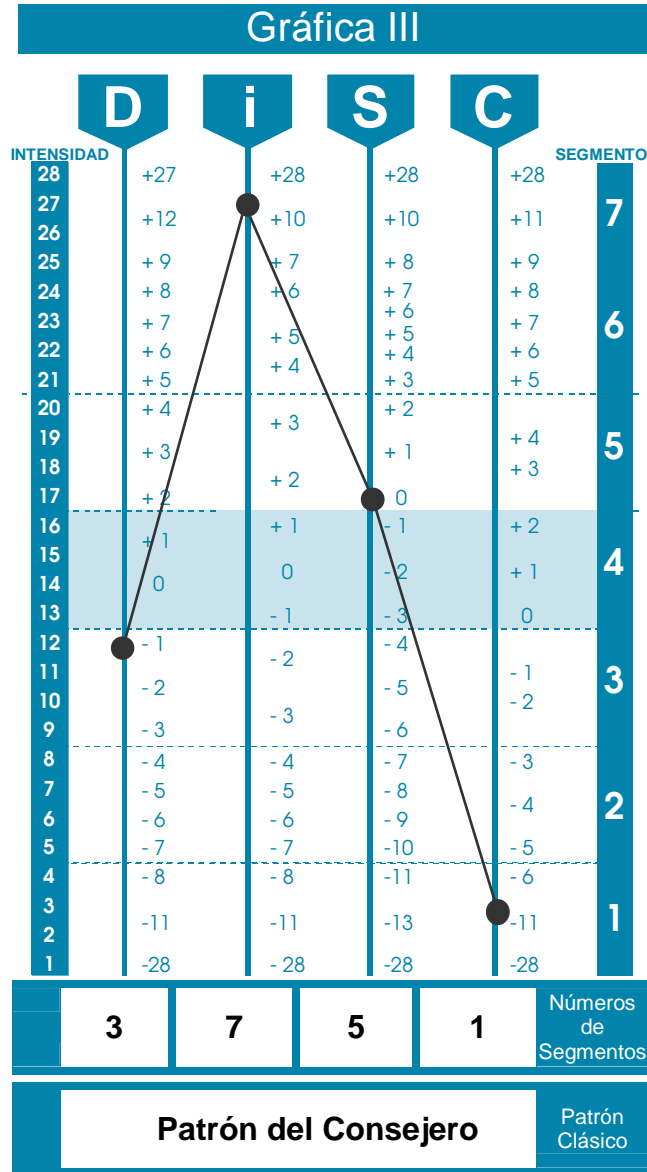 Gráfica III
D i S C
INTENSIDAD SEGMENTO
28 +27 +28 +28 +28
27 7
+12 +10 +10 +11
26
25 + 9 + 7 + 8 + 9
24 + 8 + 6 + 7 + 8
+ 6
23 + 7 + 7 6
+ 5 + 5
22 + 6 + 4 + 6
+ 4
21 + 5 + 3 + 5
20 + 4 + 2
+ 3
19 + 4 5
+ 3 + 1
18 + 3
+ 2
17 + 2 0
16 + 1 - 1 + 2
+ 1
15 4
0 -2 + 1
14 0
13 - 1 - 3 0
12 - 1 - 4
- 2
11 - 1 3
- 2 - 5
10 - 2
- 3
9 - 3 - 6
8 - 4 - 4 - 7 - 3
7 - 5 - 5 - 8
- 4 2
6 - 6 - 6 - 9
5 - 7 - 7 -10 - 5
4 - 8 - 8 -11 - 6
3
-11 -11 -13 -11 1
2
1 -28 - 28 -28 -28
3 7 5 1
Números
de
Segmentos
Patrón del Consejero
Patrón
Clásico